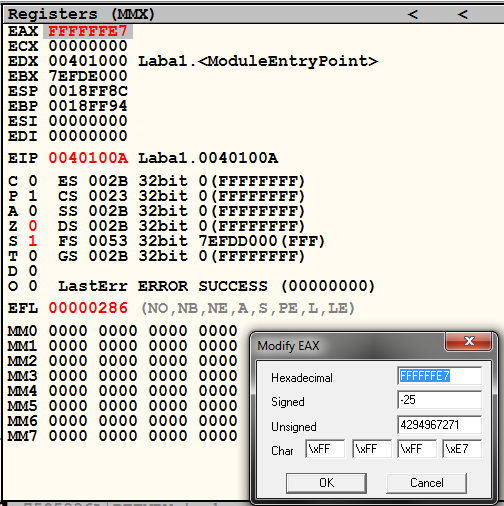 Registers (MMX) < <
EAX FFFFFFE7
ECX 00000000
EDX 00401000 Laba1.<ModuleEntryPoint>
EBX 7EFDE000
ESP 0018FF8C
EBP 0018FF94
ESI 00000000
EDI 00000000
EIP 0040100A Laba1.0040100A
C 0 ES 002B 32bit 0(FFFFFFFF)
P 1 CS 0023 32bit 0(FFFFFFFF)
A 0 SS 002B 32bit 0(FFFFFFFF)
Z 0 DS 002B 32bit 0(FFFFFFFF)
S 1 FS 0053 32bit 7EFDD000(FFF)
T 0 GS 002B 32bit 0(FFFFFFFF)
D 0
O 0 LastErr ERROR SUCCESS (00000000)
EFL 00000286 (NO,NB,NE,A,S,PE,L,LE)
MM0 0000 0000 0000 0000
MM1 0000 0000 0000 0000
MM2 0000 0000 0000 0000
MM3 0000 0000 0000 0000
MM4 0000 0000 0000 0000
MM5 0000 0000 0000 0000
MM6 0000 0000 0000 0000
MM7 0000 0000 0000 0000
Modify EAX
Hexadecimal FFFFFFE7
Signed -25
Unsigned 4294967271
Char \xFF \xFF \xFF \xE7
OK Cancel